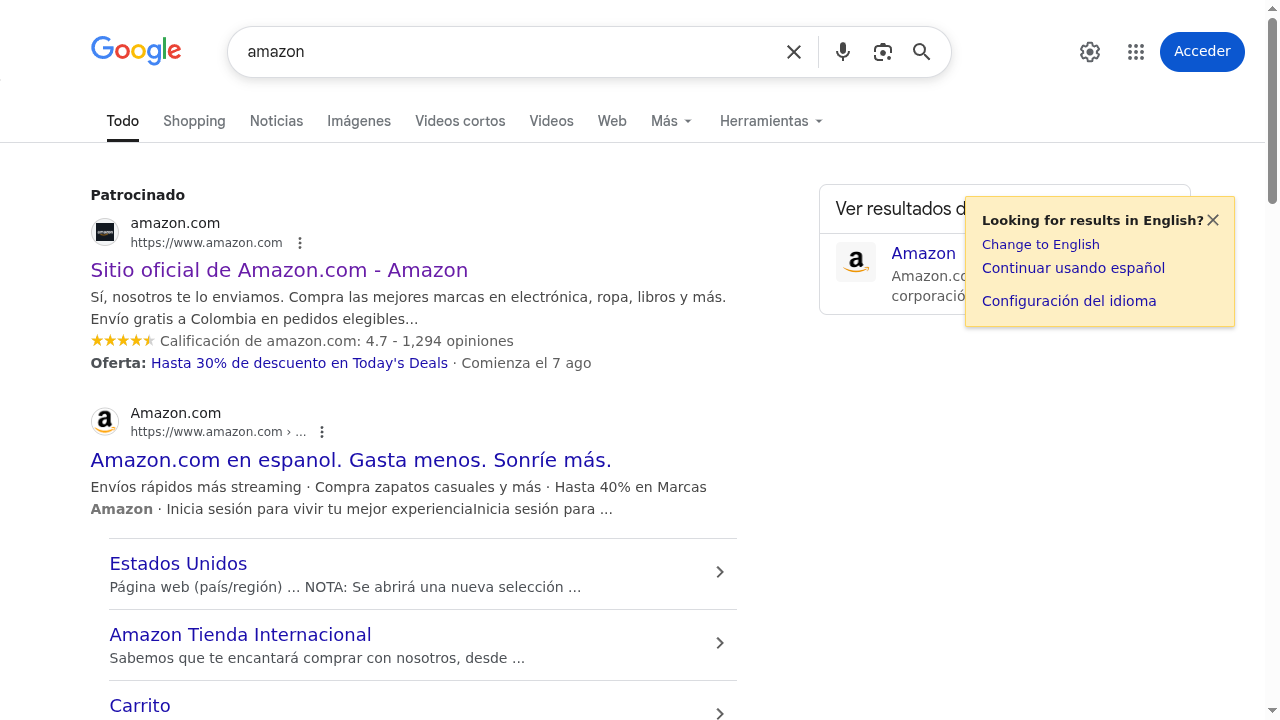 Google
amazon
Acceder
Todo
Shopping
Noticias
Imágenes
Videos cortos
Videos
Web
Más
Herramientas
Patrocinado
amazon.com
https://www.amazon.com
Sitio oficial de Amazon.com - Amazon
Sí, nosotros te lo enviamos. Compra las mejores marcas en electrónica, ropa, libros y más.
Envío gratis a Colombia en pedidos elegibles...
Calificación de amazon.com: 4.7 - 1,294 opiniones
Oferta: Hasta 30% de descuento en Today's Deals · Comienza el 7 ago
Amazon.com
https://www.amazon.com › ...
Amazon.com en espanol. Gasta menos. Sonríe más.
Envíos rápidos más streaming · Compra zapatos casuales y más · Hasta 40% en Marcas
Amazon · Inicia sesión para vivir tu mejor experienciaInicia sesión para ...
Estados Unidos
Página web (país/región) ... NOTA: Se abrirá una nueva selección ...
Amazon Tienda Internacional
Sabemos que te encantará comprar con nosotros, desde ...
Carrito
Ver resultados d
Amazon
Amazon.co
corporació
Looking for results in English?
Change to English
Continuar usando español
Configuración del idioma